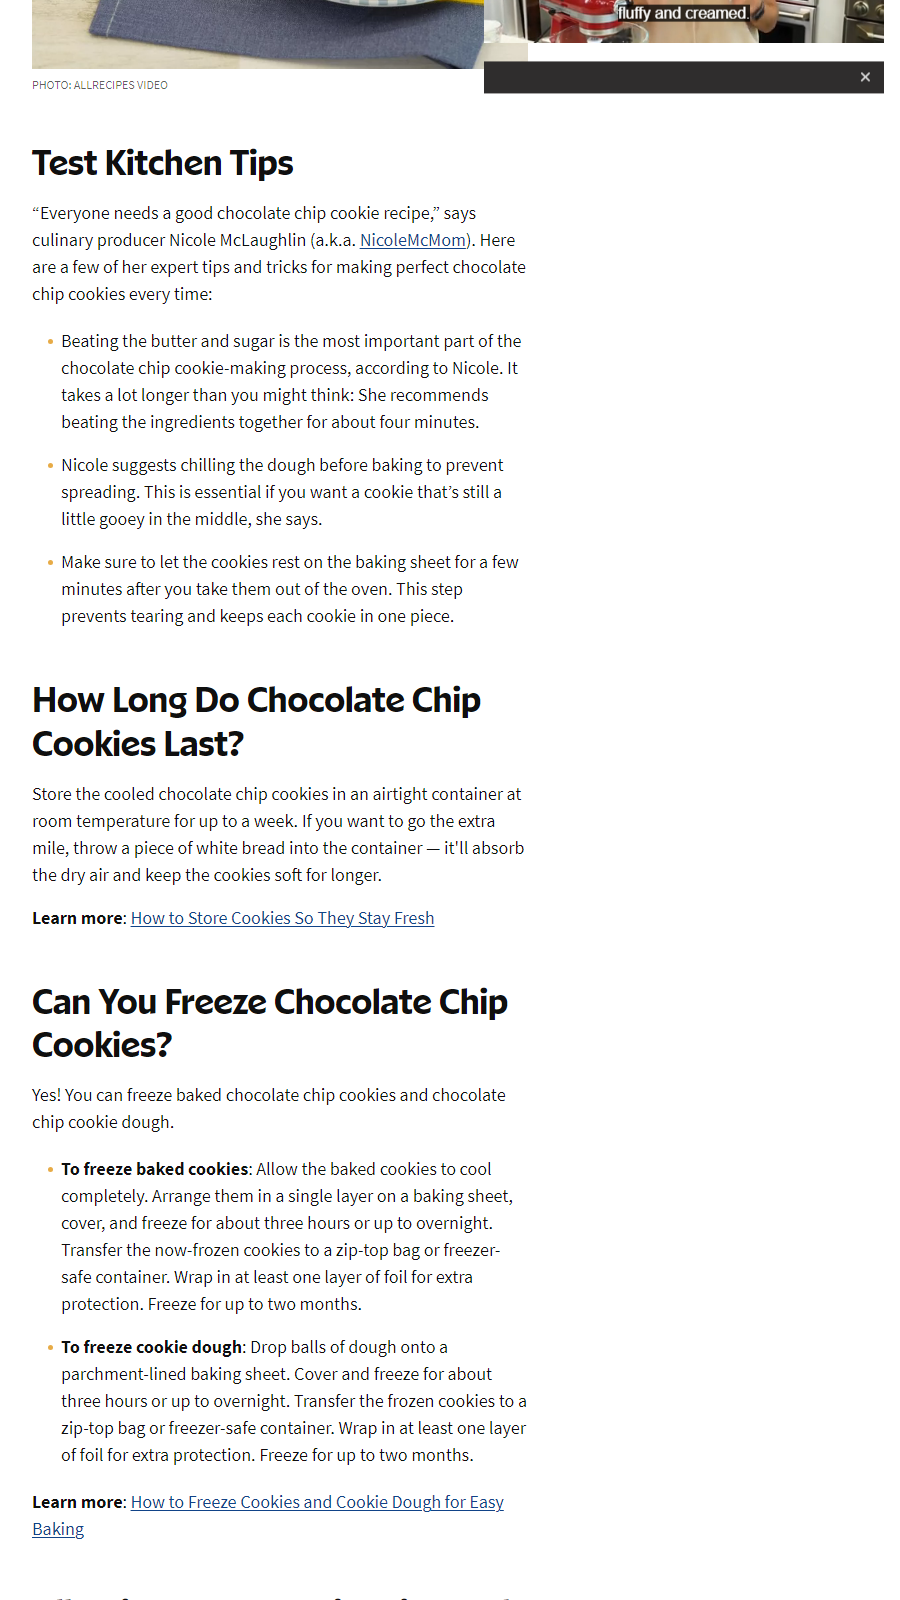 fluffy and creamed.
PHOTO: ALLRECIPES VIDEO
Test Kitchen Tips
“Everyone needs a good chocolate chip cookie recipe,” says
culinary producer Nicole McLaughlin (a.k.a. NicoleMcMom). Here
are a few of her expert tips and tricks for making perfect chocolate
chip cookies every time:
• Beating the butter and sugar is the most important part of the
chocolate chip cookie-making process, according to Nicole. It
takes a lot longer than you might think: She recommends
beating the ingredients together for about four minutes.
• Nicole suggests chilling the dough before baking to prevent
spreading. This is essential if you want a cookie that’s still a
little gooey in the middle, she says.
• Make sure to let the cookies rest on the baking sheet for a few
minutes after you take them out of the oven. This step
prevents tearing and keeps each cookie in one piece.
How Long Do Chocolate Chip
Cookies Last?
Store the cooled chocolate chip cookies in an airtight container at
room temperature for up to a week. If you want to go the extra
mile, throw a piece of white bread into the container — it'll absorb
the dry air and keep the cookies soft for longer.
Learn more: How to Store Cookies So They Stay Fresh
Can You Freeze Chocolate Chip
Cookies?
Yes! You can freeze baked chocolate chip cookies and chocolate
chip cookie dough.
• To freeze baked cookies: Allow the baked cookies to cool
completely. Arrange them in a single layer on a baking sheet,
cover, and freeze for about three hours or up to overnight.
Transfer the now-frozen cookies to a zip-top bag or freezer-
safe container. Wrap in at least one layer of foil for extra
protection. Freeze for up to two months.
• To freeze cookie dough: Drop balls of dough onto a
parchment-lined baking sheet. Cover and freeze for about
three hours or up to overnight. Transfer the frozen cookies to a
zip-top bag or freezer-safe container. Wrap in at least one layer
of foil for extra protection. Freeze for up to two months.
Learn more: How to Freeze Cookies and Cookie Dough for Easy
Baking